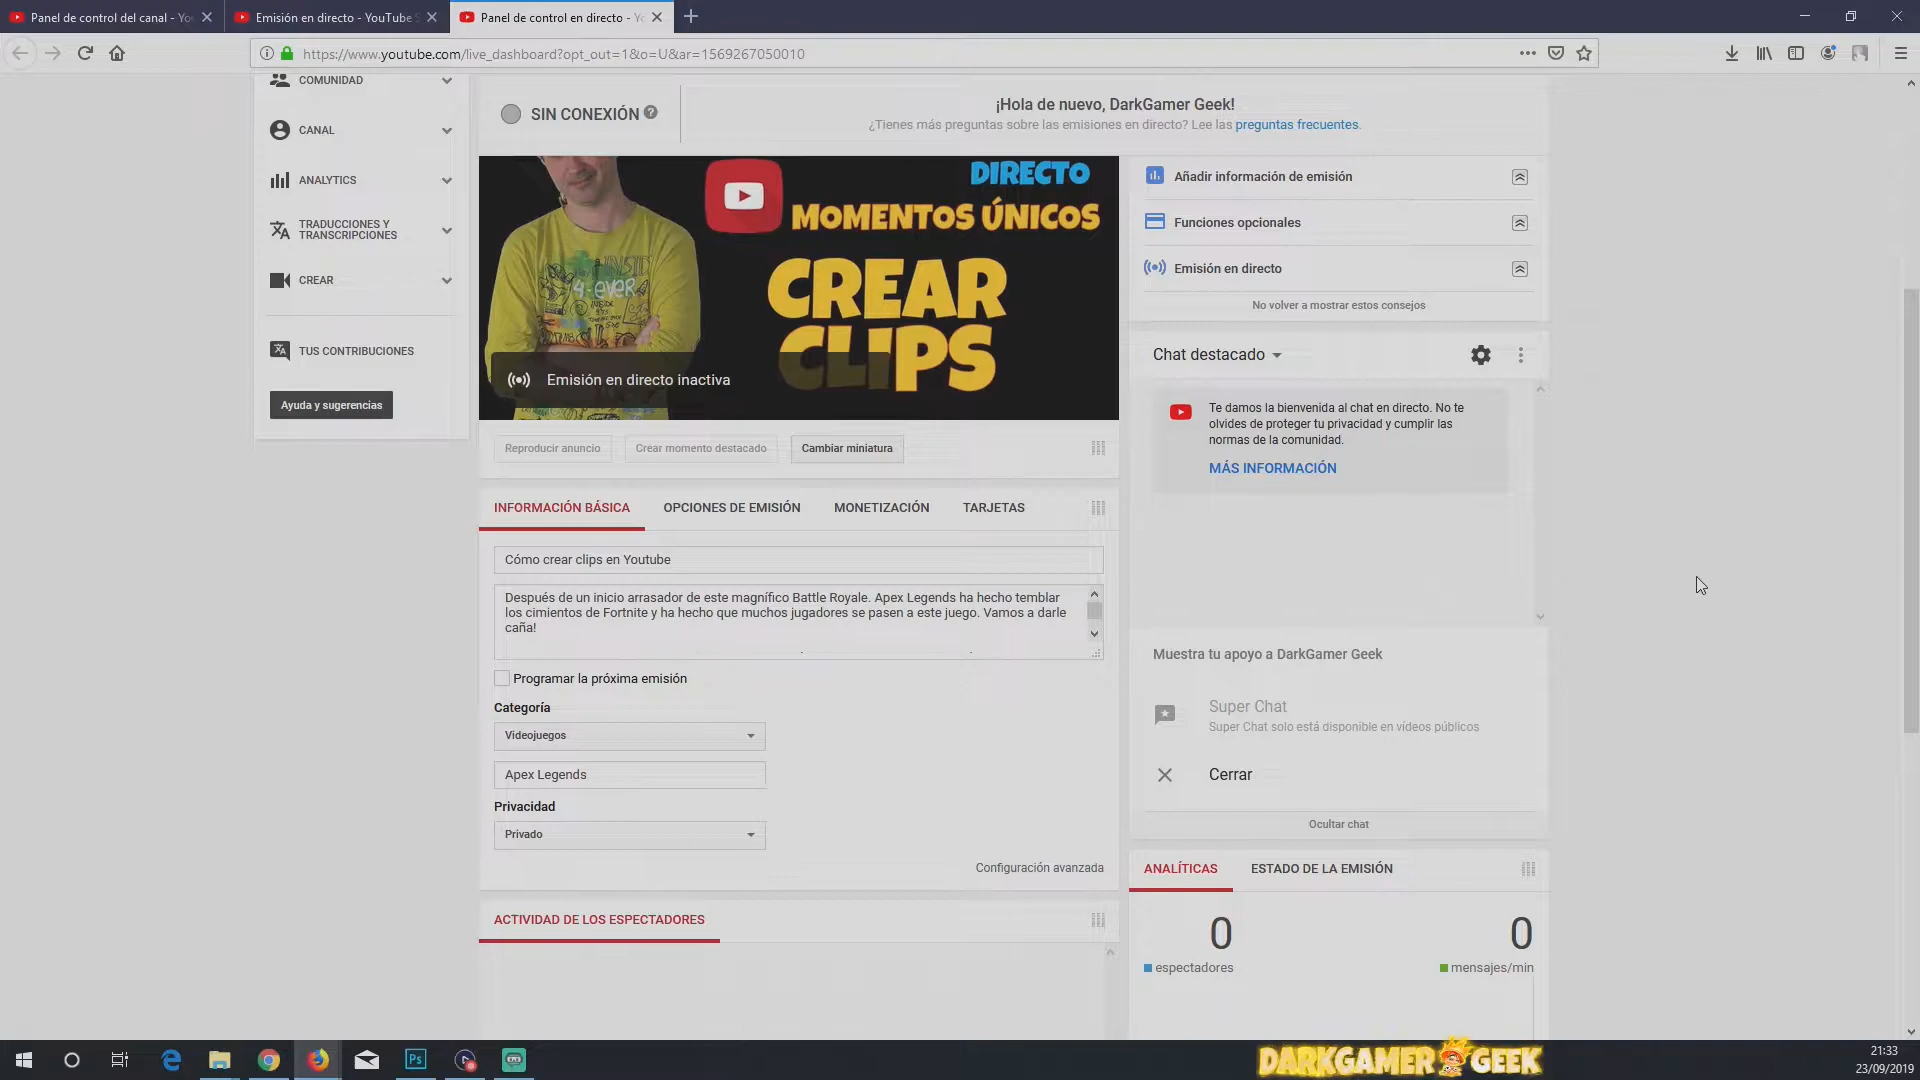 Panel de control del canal - Yo
Emisión en directo - YouTube S
Panel de control en directo - Yo
https://www.youtube.com/live_dashboard?opt_out=1&o=U&ar=1569267050010
COMUNIDAD
CANAL
ANALYTICS
TRADUCCIONES Y
TRANSCRIPCIONES
CREAR
TUS CONTRIBUCIONES
Ayuda y sugerencias
SIN CONEXIÓN
¡Hola de nuevo, DarkGamer Geek!
¿Tienes más preguntas sobre las emisiones en directo? Lee las preguntas frecuentes.
DIRECTO
MOMENTOS ÚNICOS
CREAR
CLIPS
4-EVER
Emisión en directo inactiva
Reproducir anuncio
Crear momento destacado
Cambiar miniatura
INFORMACIÓN BÁSICA
OPCIONES DE EMISIÓN
MONETIZACIÓN
TARJETAS
Cómo crear clips en Youtube
Después de un inicio arrasador de este magnífico Battle Royale. Apex Legends ha hecho temblar
los cimientos de Fortnite y ha hecho que muchos jugadores se pasen a este juego. Vamos a darle
caña!
Programar la próxima emisión
Categoría
Videojuegos
Apex Legends
Privacidad
Privado
Configuración avanzada
ACTIVIDAD DE LOS ESPECTADORES
Añadir información de emisión
Funciones opcionales
Emisión en directo
No volver a mostrar estos consejos
Chat destacado
Te damos la bienvenida al chat en directo. No te
olvides de proteger tu privacidad y cumplir las
normas de la comunidad.
MÁS INFORMACIÓN
Muestra tu apoyo a DarkGamer Geek
Super Chat
Super Chat solo está disponible en vídeos públicos
Cerrar
Ocultar chat
ANALÍTICAS
ESTADO DE LA EMISIÓN
0
espectadores
0
mensajes/min
Ps
DARKGAMER GEEK
21:33
23/09/2019